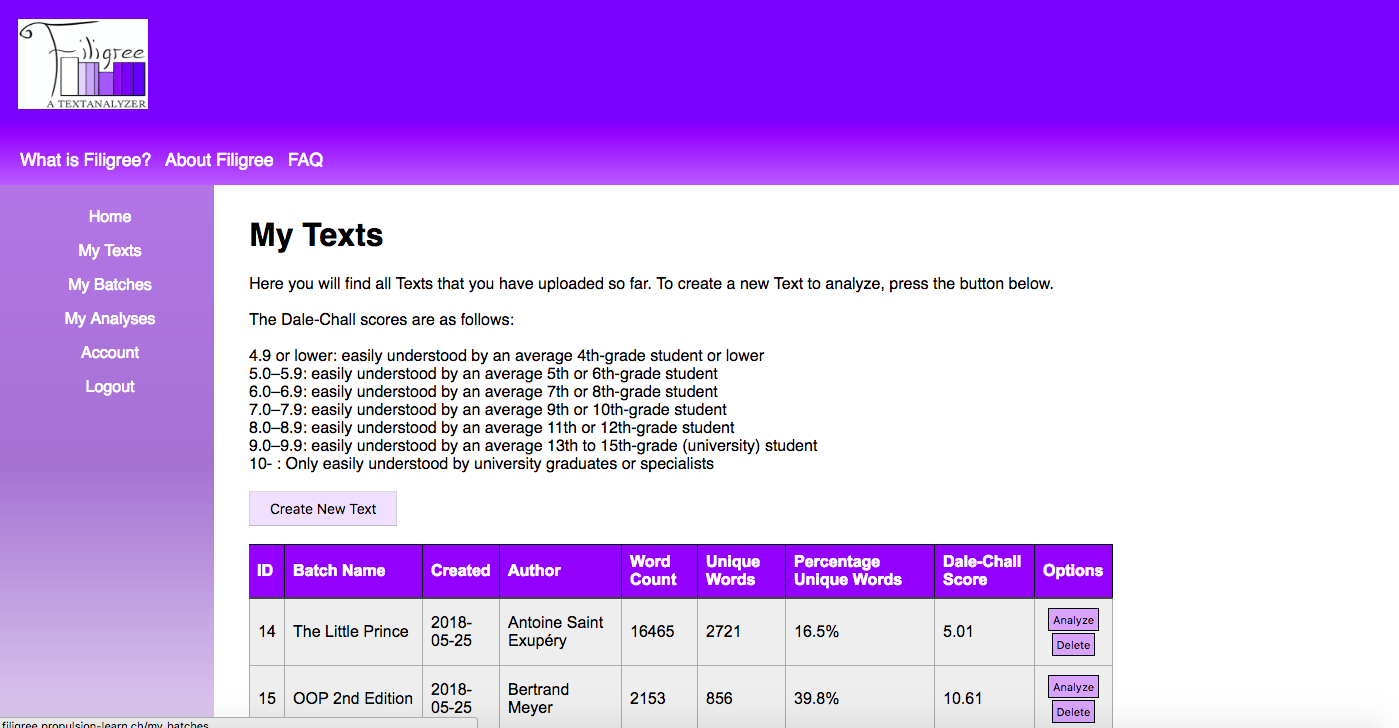 Filigree
A TEXTANALYZER
What is Filigree? About Filigree FAQ
Home
My Texts
My Batches
My Analyses
Account
Logout
My Texts
Here you will find all Texts that you have uploaded so far. To create a new Text to analyze, press the button below.
The Dale-Chall scores are as follows:
4.9 or lower: easily understood by an average 4th-grade student or lower
5.0–5.9: easily understood by an average 5th or 6th-grade student
6.0–6.9: easily understood by an average 7th or 8th-grade student
7.0–7.9: easily understood by an average 9th or 10th-grade student
8.0–8.9: easily understood by an average 11th or 12th-grade student
9.0–9.9: easily understood by an average 13th to 15th-grade (university) student
10- : Only easily understood by university graduates or specialists
Create New Text
ID Batch Name Created Author Word Count Unique Words Percentage Unique Words Dale-Chall Score Options
14 The Little Prince 2018-05-25 Antoine Saint Exupéry 16465 2721 16.5% 5.01 Analyze Delete
15 OOP 2nd Edition 2018-05-25 Bertrand Meyer 2153 856 39.8% 10.61 Analyze Delete
filigree.propulsion-learn.ch/my_batches